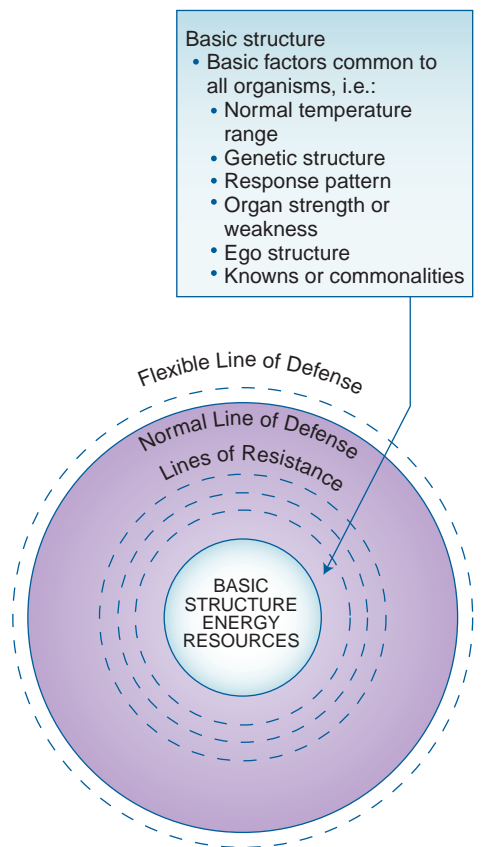 Basic structure
• Basic factors common to
all organisms, i.e.:
• Normal temperature
range
• Genetic structure
• Response pattern
• Organ strength or
weakness
• Ego structure
• Knowns or commonalities
Flexible Line of Defense
Normal Line of Defense
Lines of Resistance
BASIC
STRUCTURE
ENERGY
RESOURCES